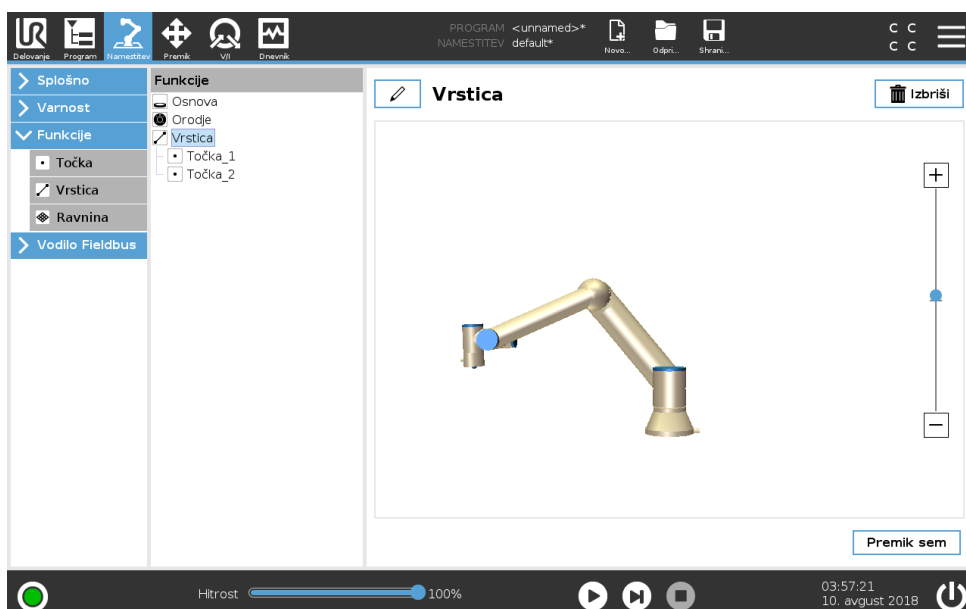 PROGRAM <unnamed>*
NAMESTITEV default*
Delovanje Program Namestitev Premik V/I Dnevnik Novo... Odpri... Shrani...
C C
C C
Splošno
Varnost
Funkcije
Točka
Vrstica
Ravnina
Vodilo Fieldbus
Funkcije
Osnova
Orodje
Vrstica
Točka_1
Točka_2
Vrstica
Izbriši
Premik sem
Hitrost 100%
03:57:21
10. avgust 2018